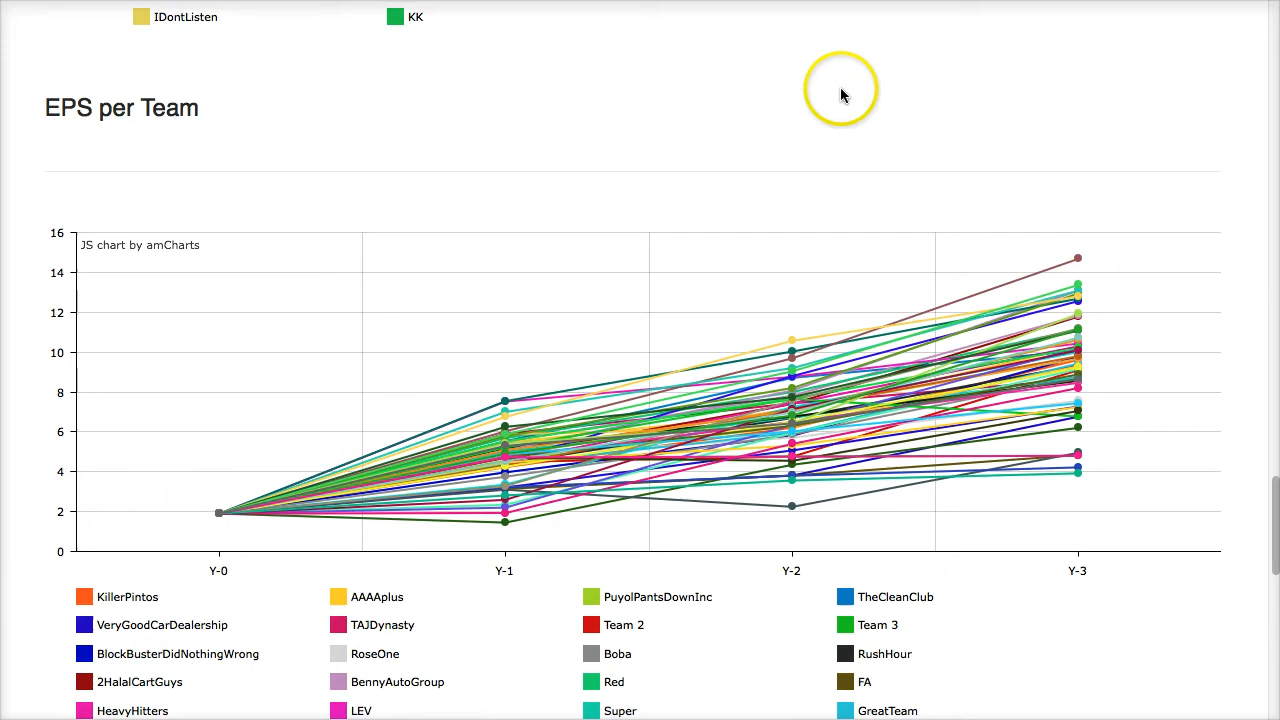 IDontListen KK
EPS per Team
16
JS chart by amCharts
14
12
10
8
6
4
2
0
Y-0 Y-1 Y-2 Y-3
KillerPintos AAAAplus PuyolPantsDownInc TheCleanClub
VeryGoodCarDealership TAJDynasty Team 2 Team 3
BlockBusterDidNothingWrong RoseOne Boba RushHour
2HalalCartGuys BennyAutoGroup Red FA
HeavyHitters LEV Super GreatTeam